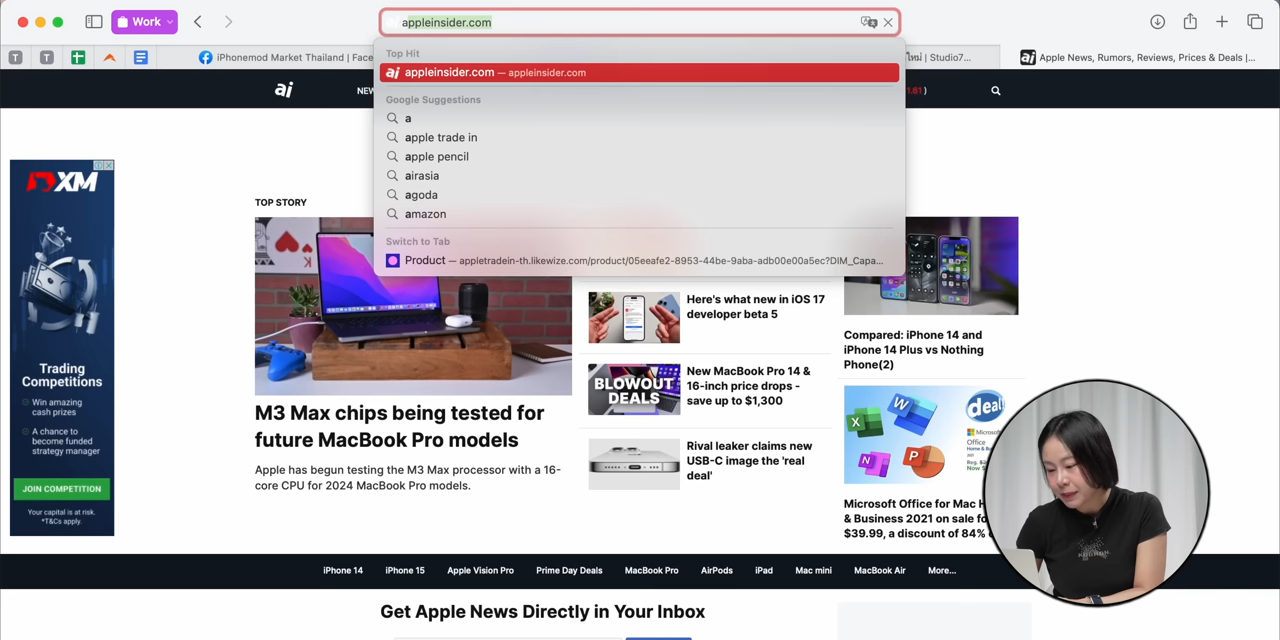 Work
appleinsider.com
iPhonemod Market Thailand | Face
ใหม่ | Studio7...
Apple News, Rumors, Reviews, Prices & Deals |...
Top Hit
appleinsider.com — appleinsider.com
Google Suggestions
a
apple trade in
apple pencil
airasia
agoda
amazon
Switch to Tab
Product — appletradein-th.likewize.com/product/05eeafe2-8953-44be-9aba-adb00e00a5ec?DIM_Capa...
ai
NEW
1.61 )
XM
Trading
Competitions
Win amazing
cash prizes
A chance to
become funded
strategy manager
JOIN COMPETITION
Your capital is at risk.
*T&Cs apply.
TOP STORY
M3 Max chips being tested for
future MacBook Pro models
Apple has begun testing the M3 Max processor with a 16-
core CPU for 2024 MacBook Pro models.
Here's what new in iOS 17
developer beta 5
BLOWOUT
DEALS
New MacBook Pro 14 &
16-inch price drops -
save up to $1,300
Rival leaker claims new
USB-C image the 'real
deal'
Compared: iPhone 14 and
iPhone 14 Plus vs Nothing
Phone(2)
deal
Microsoft
Office
Microsoft Office for Mac H
& Business 2021 on sale fo
$39.99, a discount of 84% o
iPhone 14
iPhone 15
Apple Vision Pro
Prime Day Deals
MacBook Pro
AirPods
iPad
Mac mini
MacBook Air
More...
Get Apple News Directly in Your Inbox